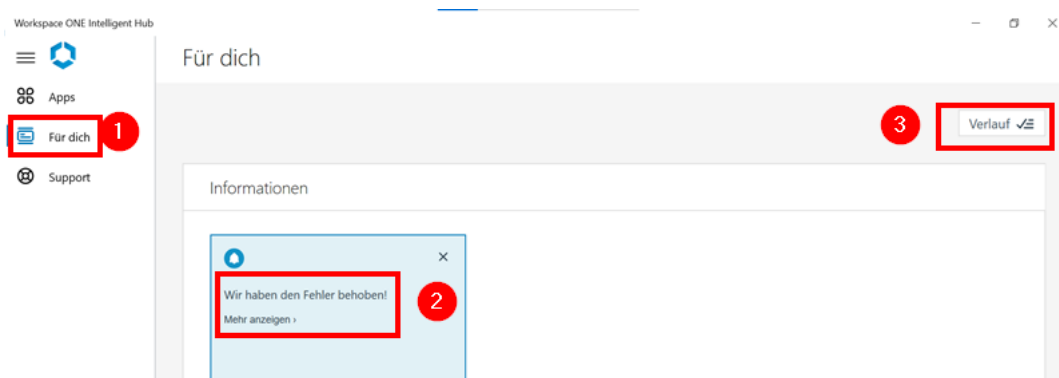 Workspace ONE Intelligent Hub
Für dich
Apps
1
Für dich
3
Verlauf
Support
Informationen
Wir haben den Fehler behoben!
2
Mehr anzeigen ›